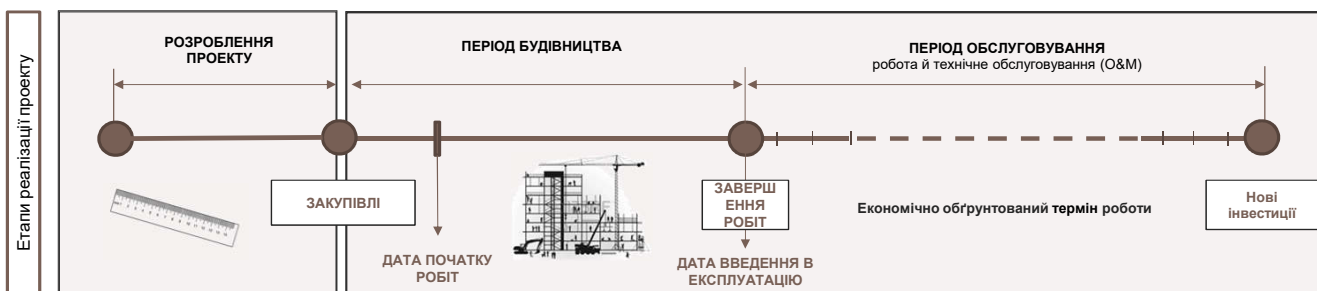 Етапи реалізації проекту
РОЗРОБЛЕННЯ
ПРОЕКТУ
ПЕРІОД БУДІВНИЦТВА
ПЕРІОД ОБСЛУГОВУВАННЯ
робота й технічне обслуговування (O&M)
ЗАКУПІВЛІ
ДАТА ПОЧАТКУ
РОБІТ
ЗАВЕРШ
ЕННЯ
РОБІТ
ДАТА ВВЕДЕННЯ В
ЕКСПЛУАТАЦІЮ
Економічно обґрунтований термін роботи
Нові
інвестиції